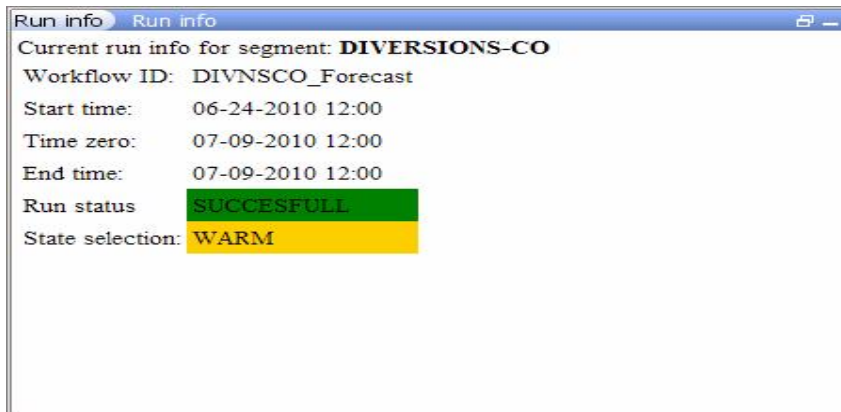 Run info Run info
Current run info for segment: DIVERSIONS-CO
Workflow ID: DIVNSCO_Forecast
Start time: 06-24-2010 12:00
Time zero: 07-09-2010 12:00
End time: 07-09-2010 12:00
Run status SUCCESFULL
State selection: WARM